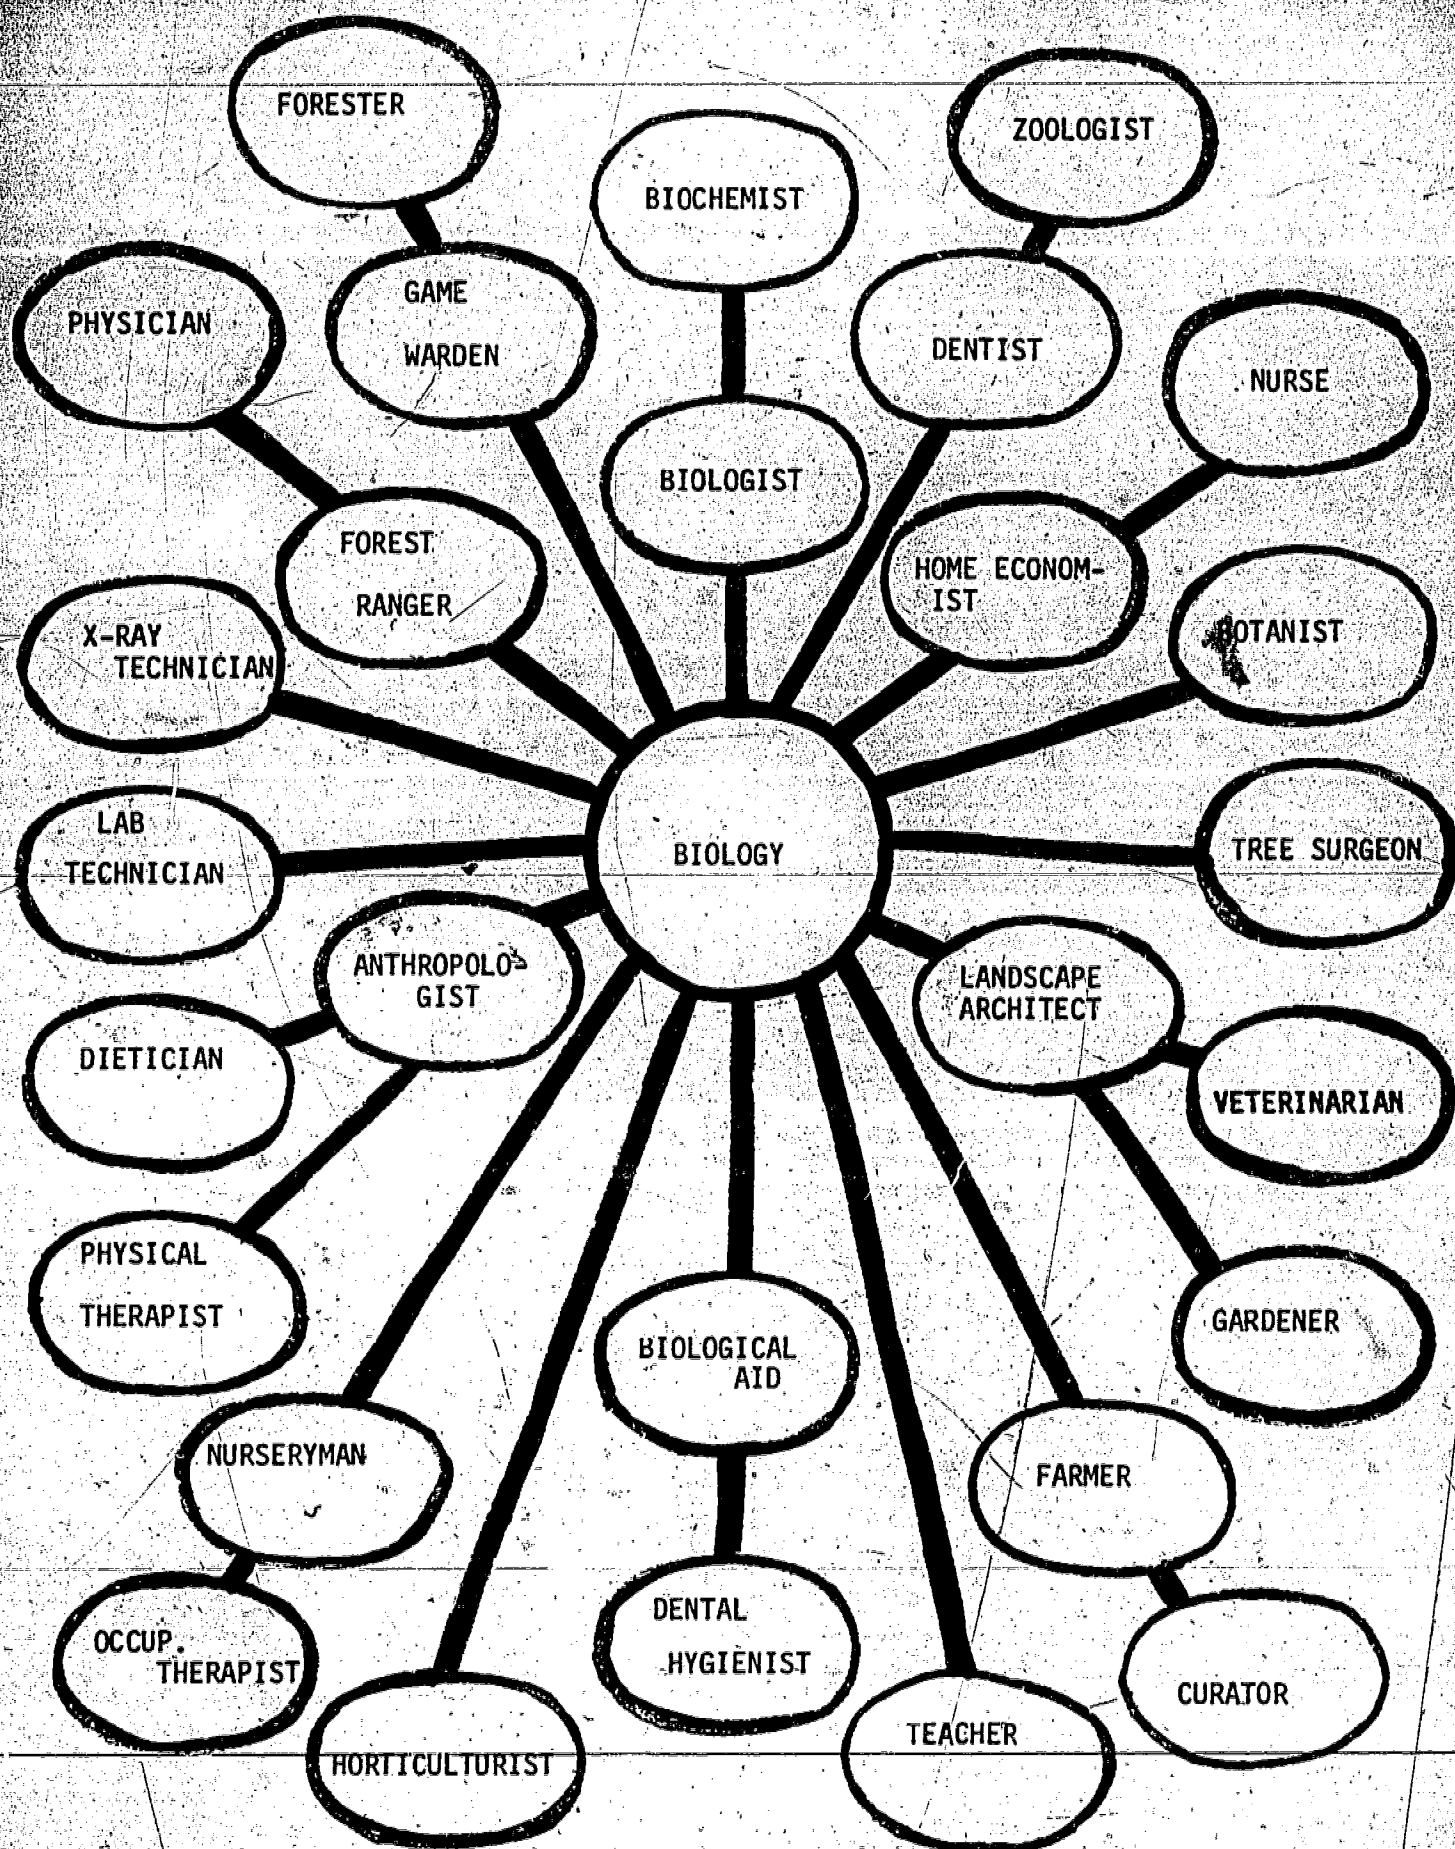 FORESTER
ZOOLOGIST
BIOCHEMIST
GAME
WARDEN
PHYSICIAN
DENTIST
NURSE
BIOLOGIST
FOREST
RANGER
HOME ECONOM-
IST
X-RAY
TECHNICIAN
BOTANIST
LAB
TECHNICIAN
BIOLOGY
TREE SURGEON
ANTHROPOLO-
GIST
LANDSCAPE
ARCHITECT
DIETICIAN
VETERINARIAN
PHYSICAL
THERAPIST
BIOLOGICAL
AID
GARDENER
NURSERYMAN
FARMER
OCCUP.
THERAPIST
DENTAL
HYGIENIST
CURATOR
HORTICULTURIST
TEACHER